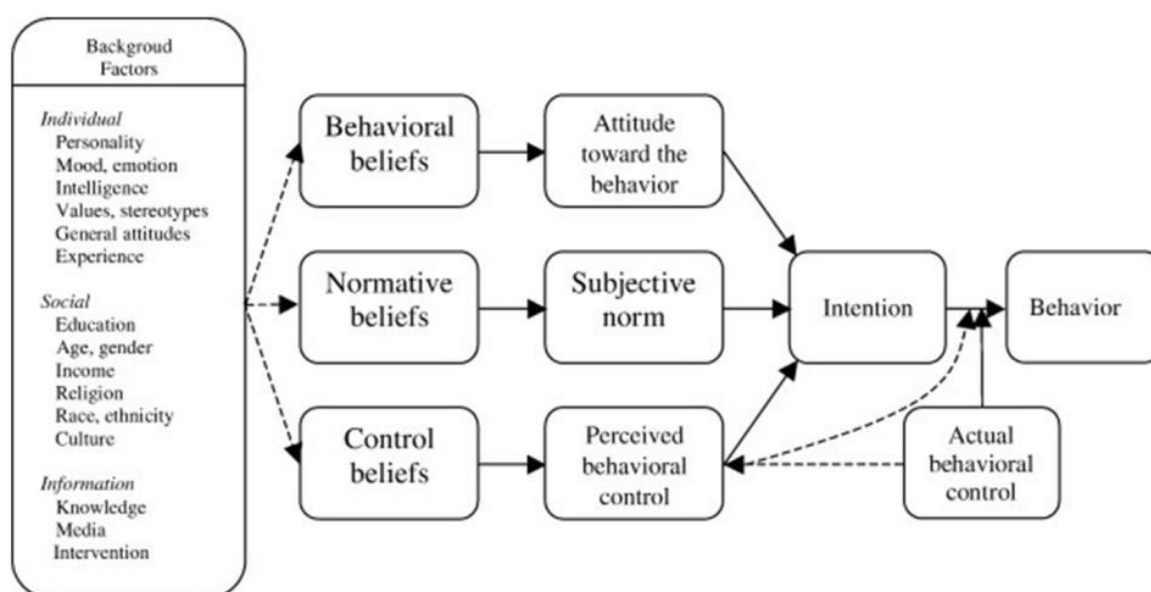 Backgroud
Factors
Individual
Personality
Mood, emotion
Intelligence
Values, stereotypes
General attitudes
Experience
Social
Education
Age, gender
Income
Religion
Race, ethnicity
Culture
Information
Knowledge
Media
Intervention
Behavioral
beliefs
Attitude
toward the
behavior
Normative
beliefs
Subjective
norm
Intention
Behavior
Control
beliefs
Perceived
behavioral
control
Actual
behavioral
control